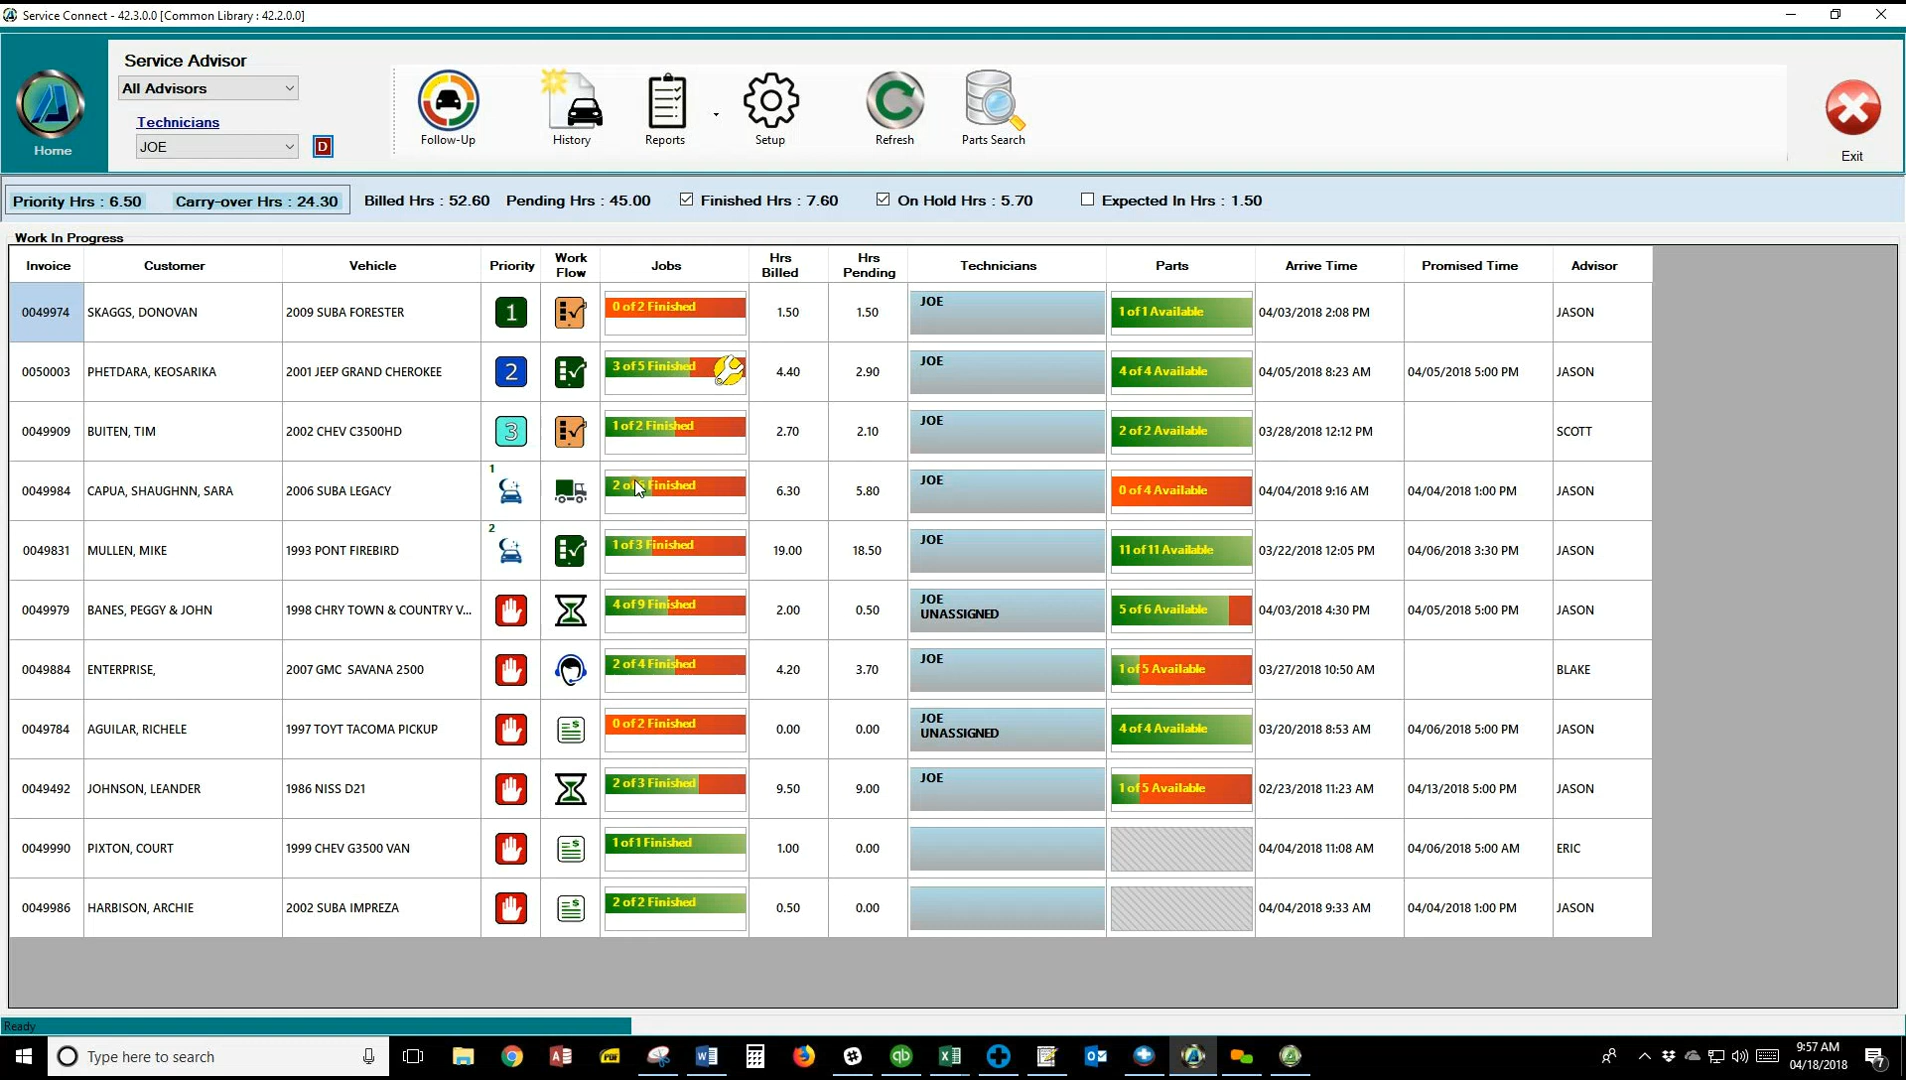 Service Connect - 42.3.0.0 [Common Library : 42.2.0.0]
Home
Service Advisor
All Advisors
Technicians
JOE
D
Follow-Up
History
Reports
Setup
Refresh
Parts Search
Exit
Priority Hrs : 6.50 Carry-over Hrs : 24.30 Billed Hrs : 52.60 Pending Hrs : 45.00 Finished Hrs : 7.60 On Hold Hrs : 5.70 Expected In Hrs : 1.50
Work In Progress
Invoice Customer Vehicle Priority Work Flow Jobs Hrs Billed Hrs Pending Technicians Parts Arrive Time Promised Time Advisor
0049974 SKAGGS, DONOVAN 2009 SUBA FORESTER 1 0 of 2 Finished 1.50 1.50 JOE 1 of 1 Available 04/03/2018 2:08 PM JASON
0050003 PHETDARA, KEOSARIKA 2001 JEEP GRAND CHEROKEE 2 3 of 5 Finished 4.40 2.90 JOE 4 of 4 Available 04/05/2018 8:23 AM 04/05/2018 5:00 PM JASON
0049909 BUITEN, TIM 2002 CHEV C3500HD 3 1 of 2 Finished 2.70 2.10 JOE 2 of 2 Available 03/28/2018 12:12 PM SCOTT
0049984 CAPUA, SHAUGHNN, SARA 2006 SUBA LEGACY 1 2 of Finished 6.30 5.80 JOE 0 of 4 Available 04/04/2018 9:16 AM 04/04/2018 1:00 PM JASON
0049831 MULLEN, MIKE 1993 PONT FIREBIRD 2 1 of 3 Finished 19.00 18.50 JOE 11 of 11 Available 03/22/2018 12:05 PM 04/06/2018 3:30 PM JASON
0049979 BANES, PEGGY & JOHN 1998 CHRY TOWN & COUNTRY V... 4 of 9 Finished 2.00 0.50 JOE UNASSIGNED 5 of 6 Available 04/03/2018 4:30 PM 04/05/2018 5:00 PM JASON
0049884 ENTERPRISE, 2007 GMC SAVANA 2500 2 of 4 Finished 4.20 3.70 JOE 1 of 5 Available 03/27/2018 10:50 AM BLAKE
0049784 AGUILAR, RICHELE 1997 TOYT TACOMA PICKUP 0 of 2 Finished 0.00 0.00 JOE UNASSIGNED 4 of 4 Available 03/20/2018 8:53 AM 04/06/2018 5:00 PM JASON
0049492 JOHNSON, LEANDER 1986 NISS D21 2 of 3 Finished 9.50 9.00 JOE 1 of 5 Available 02/23/2018 11:23 AM 04/13/2018 5:00 PM JASON
0049990 PIXTON, COURT 1999 CHEV G3500 VAN 1 of 1 Finished 1.00 0.00 04/04/2018 11:08 AM 04/06/2018 5:00 AM ERIC
0049986 HARBISON, ARCHIE 2002 SUBA IMPREZA 2 of 2 Finished 0.50 0.00 04/04/2018 9:33 AM 04/04/2018 1:00 PM JASON
Ready
Type here to search
9:57 AM
04/18/2018
7